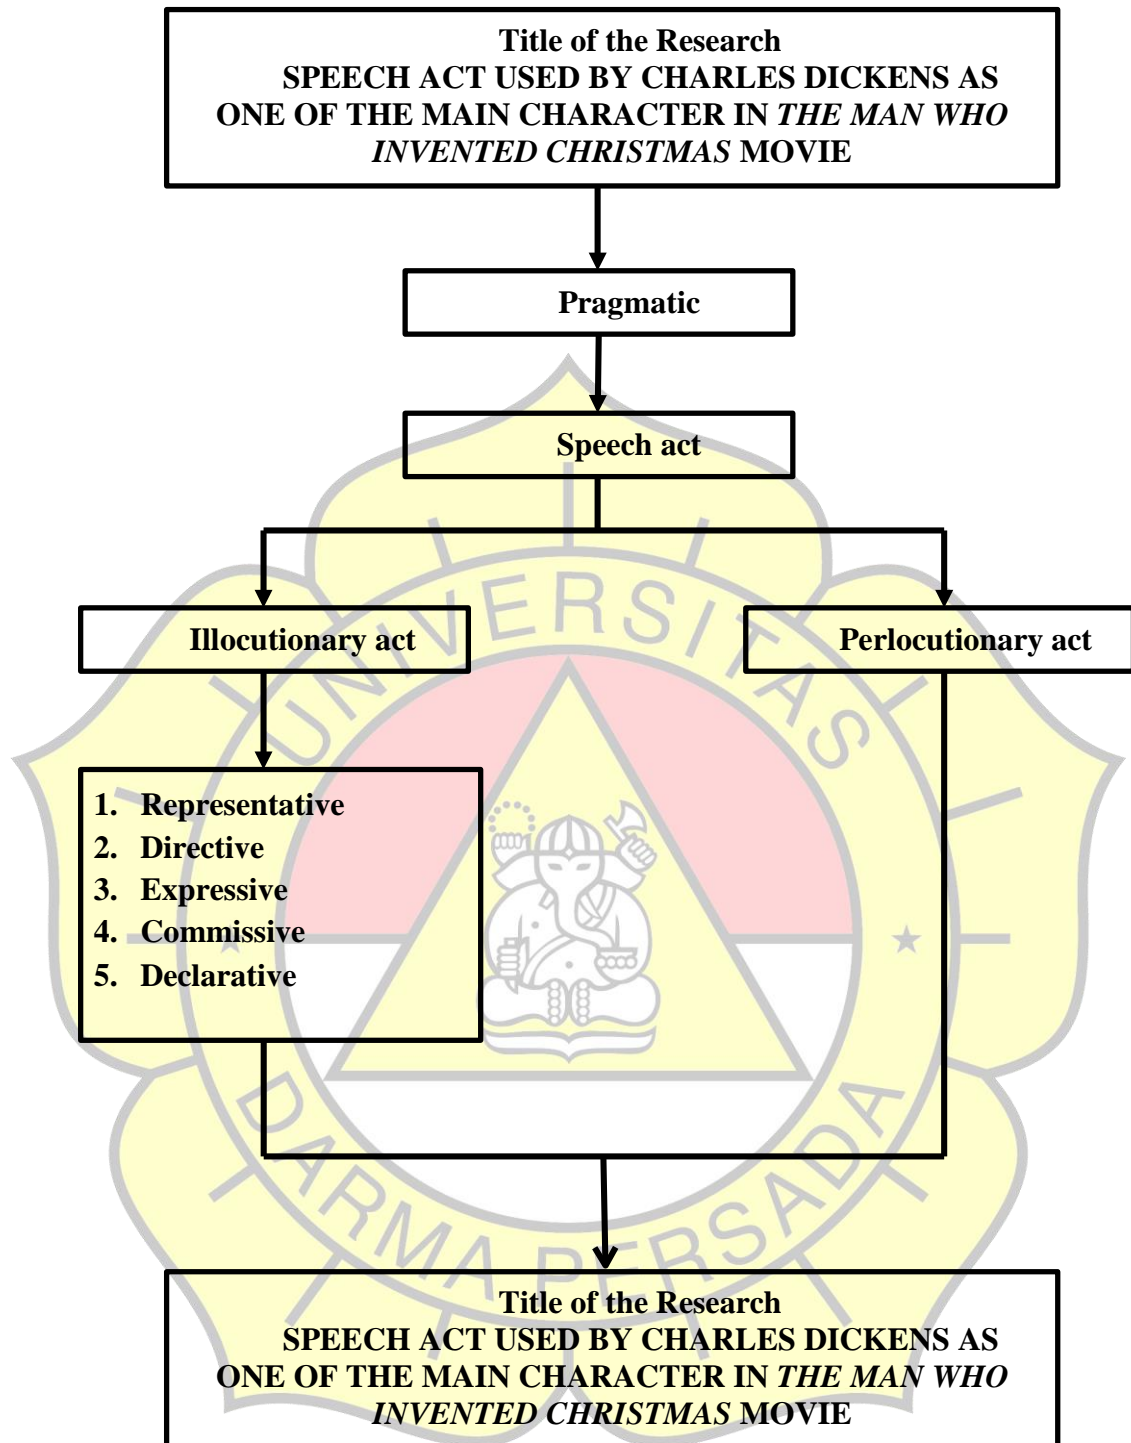 Title of the Research
SPEECH ACT USED BY CHARLES DICKENS AS
ONE OF THE MAIN CHARACTER IN THE MAN WHO
INVENTED CHRISTMAS MOVIE
Pragmatic
Speech act
Illocutionary act
Perlocutionary act
UNIVERSITAS
1. Representative
2. Directive
3. Expressive
4. Commissive
5. Declarative
DARMA PERSADA
Title of the Research
SPEECH ACT USED BY CHARLES DICKENS AS
ONE OF THE MAIN CHARACTER IN THE MAN WHO
INVENTED CHRISTMAS MOVIE